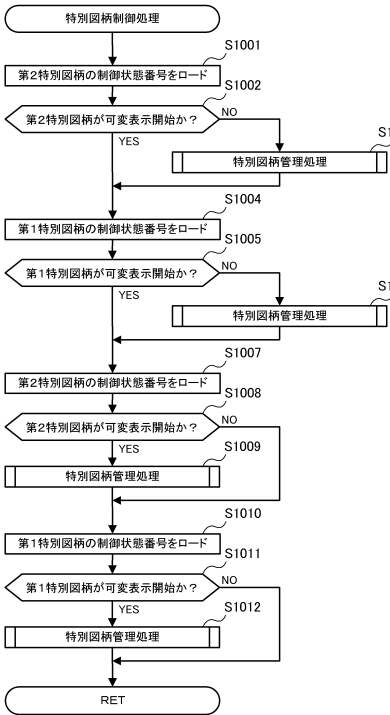 特別図柄制御処理
S1001
第2特別図柄の制御状態番号をロード
S1002
第2特別図柄が可変表示開始か？
NO
YES
S1
特別図柄管理処理
S1004
第1特別図柄の制御状態番号をロード
S1005
第1特別図柄が可変表示開始か？
NO
YES
S1
特別図柄管理処理
S1007
第2特別図柄の制御状態番号をロード
S1008
第2特別図柄が可変表示開始か？
NO
YES
S1009
特別図柄管理処理
S1010
第1特別図柄の制御状態番号をロード
S1011
第1特別図柄が可変表示開始か？
NO
YES
S1012
特別図柄管理処理
RET